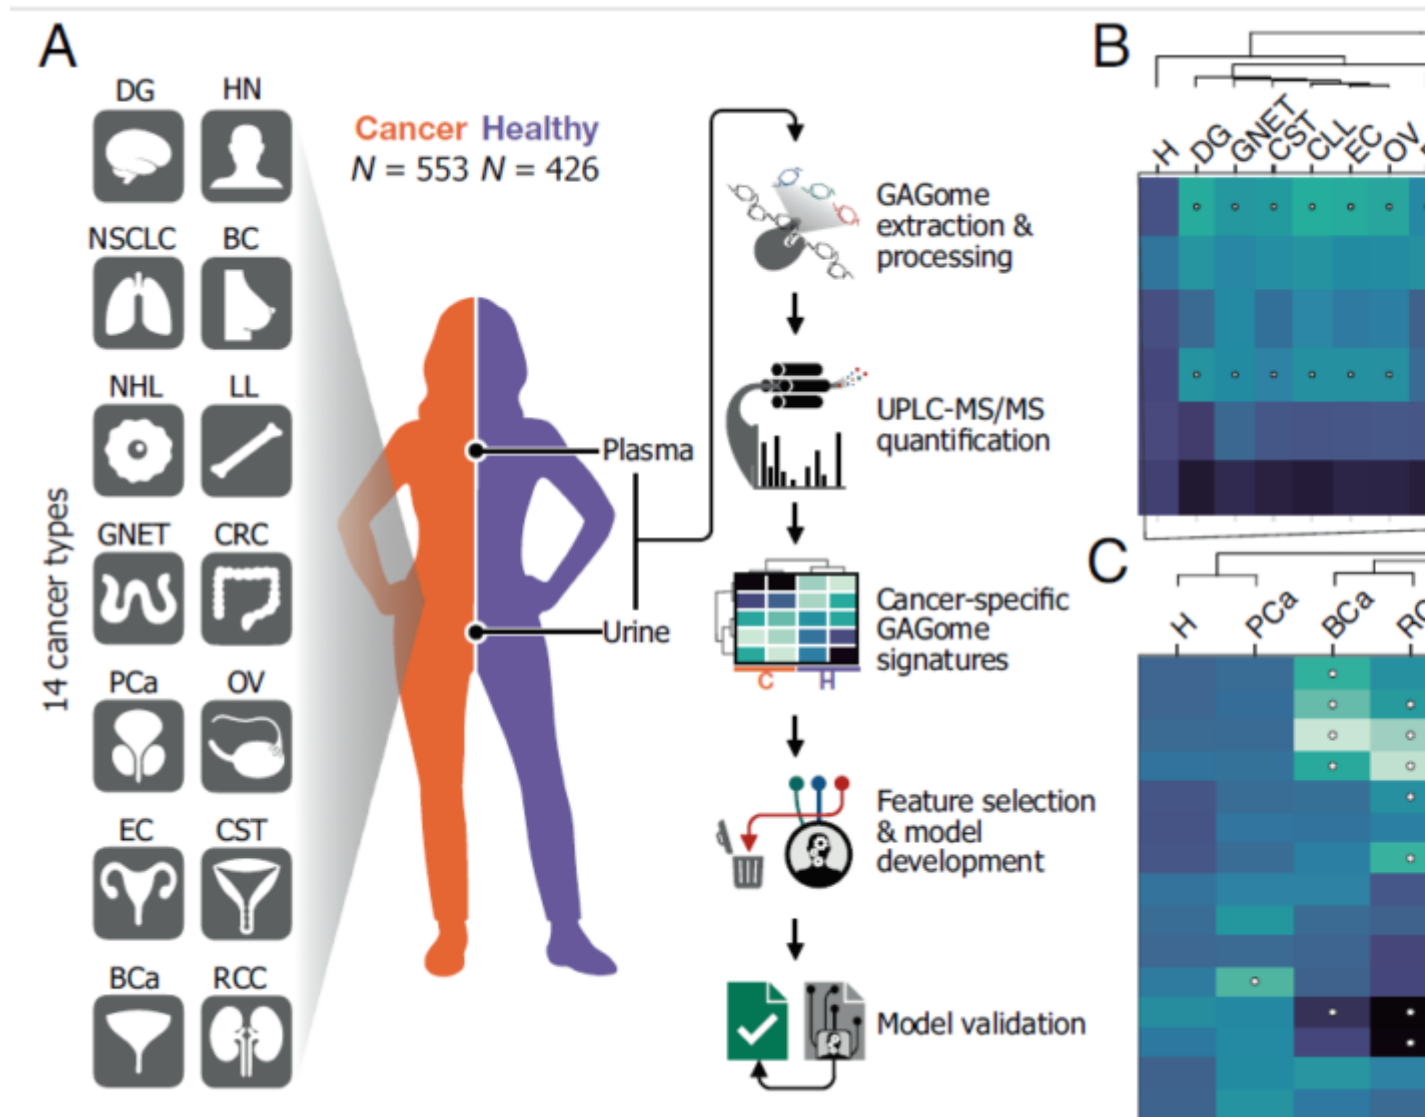 A
DG HN
NSCLC BC
NHL LL
GNET CRC
PCa OV
EC CST
BCa RCC
14 cancer types
Cancer Healthy
N = 553 N = 426
Plasma
Urine
GAGome
extraction &
processing
UPLC-MS/MS
quantification
Cancer-specific
GAGome
signatures
C H
Feature selection
& model
development
Model validation
B
H DG GNET CST CLL EC OV
C
H PCa BCa RC